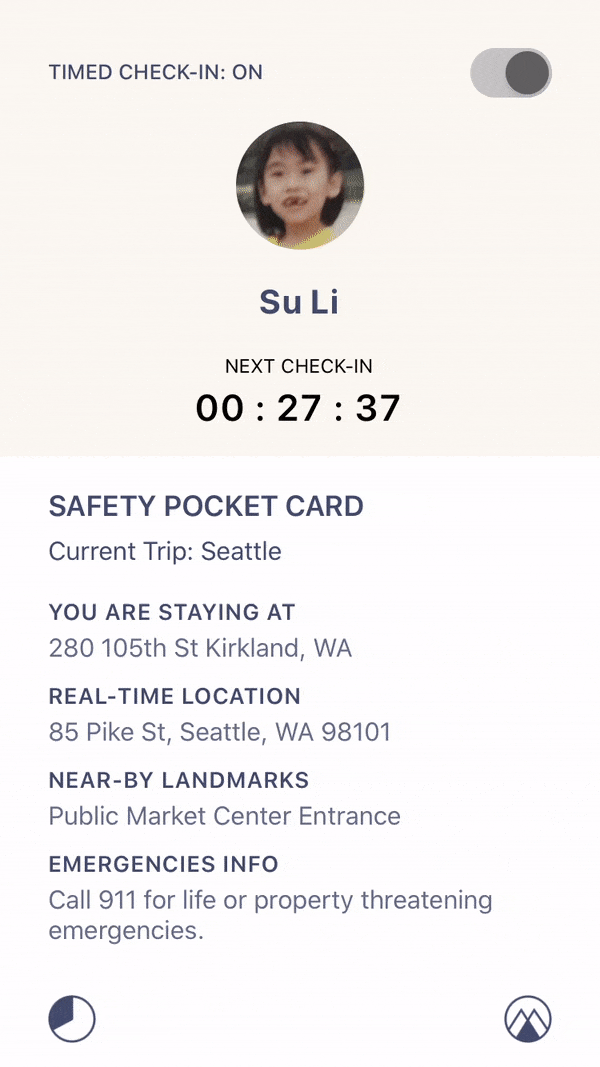 TIMED CHECK-IN: ON
Su Li
NEXT CHECK-IN
00 : 27 : 37
SAFETY POCKET CARD
Current Trip: Seattle
YOU ARE STAYING AT
280 105th St Kirkland, WA
REAL-TIME LOCATION
85 Pike St, Seattle, WA 98101
NEAR-BY LANDMARKS
Public Market Center Entrance
EMERGENCIES INFO
Call 911 for life or property threatening
emergencies.